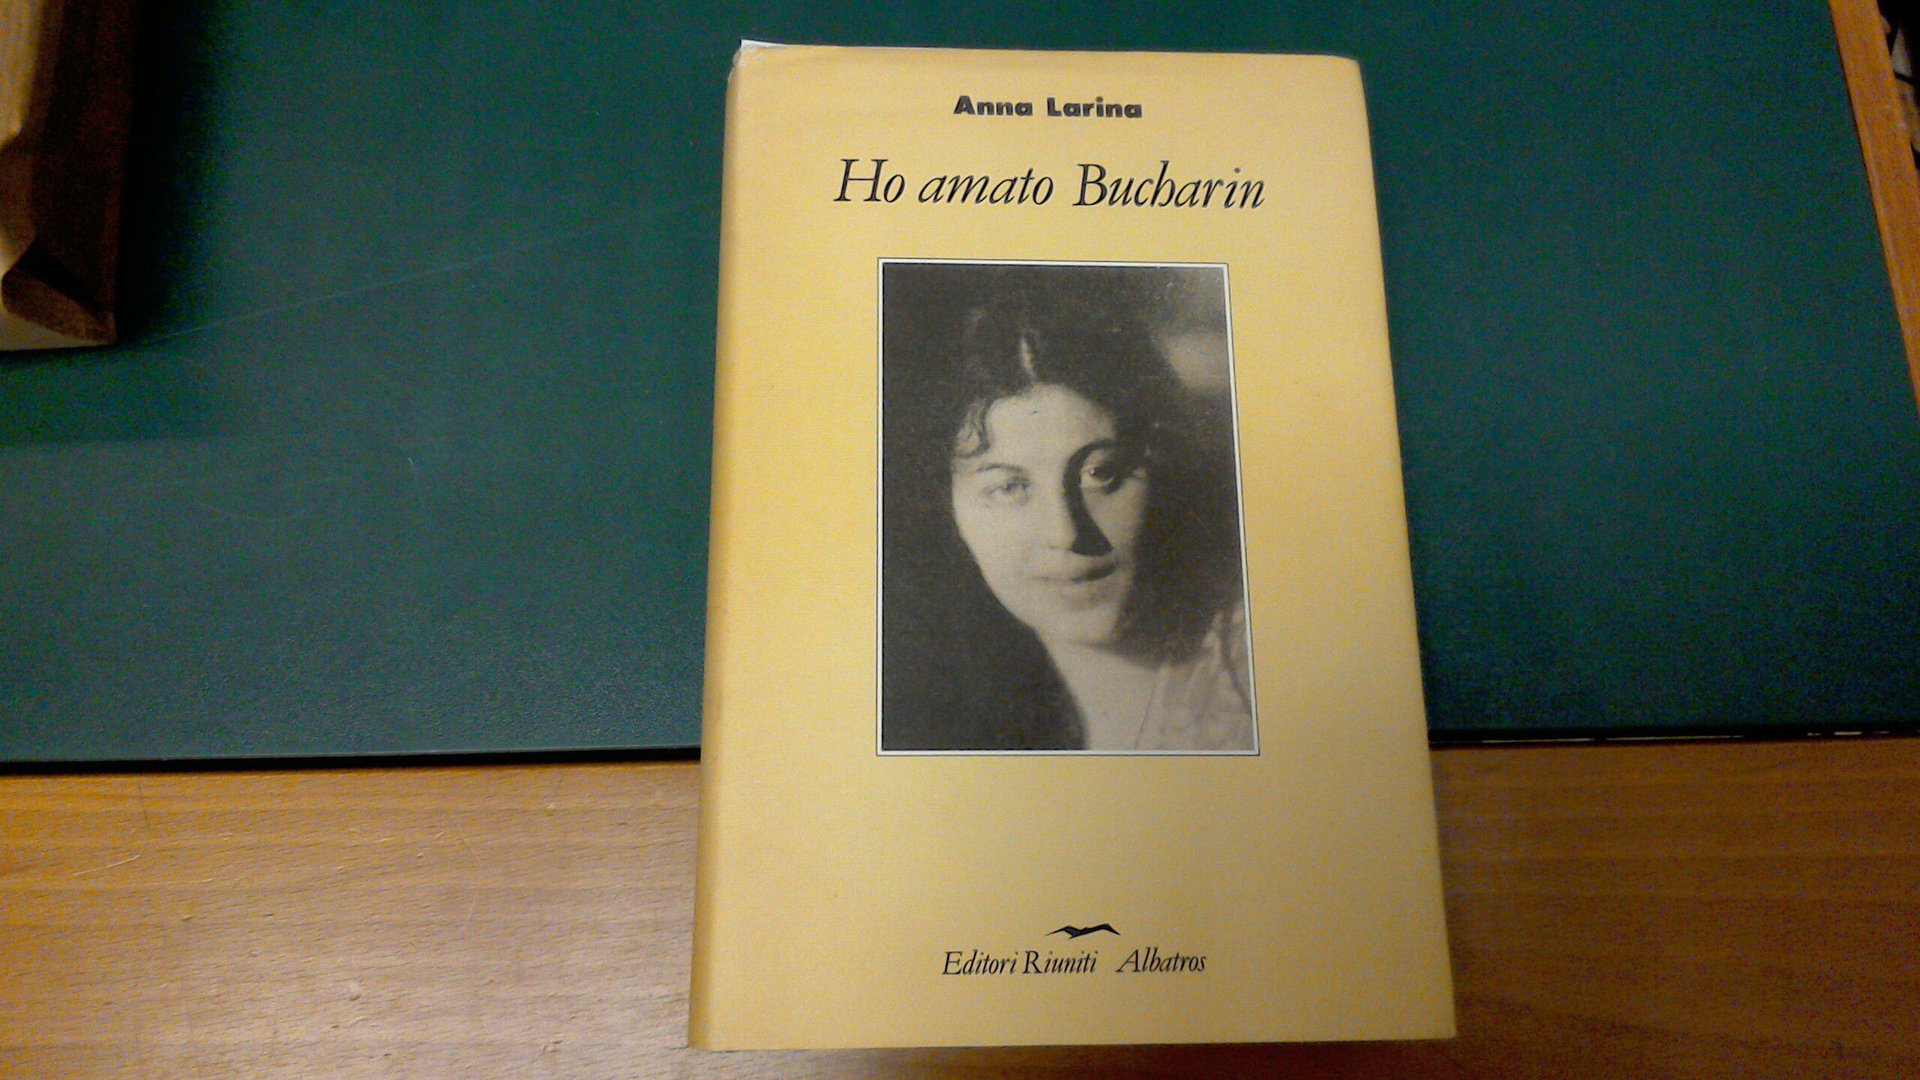 Anna Larina
Ho amato Bucharin
Editori Riuniti Albatros